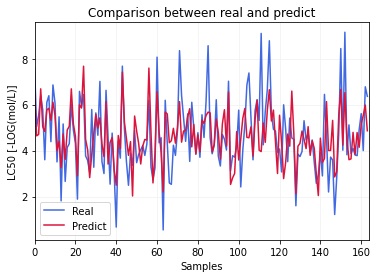 Comparison between real and predict
LC50 [-LOG(mol/L)]
8
6
4
2
Real
Predict
0 20 40 60 80 100 120 140 160
Samples